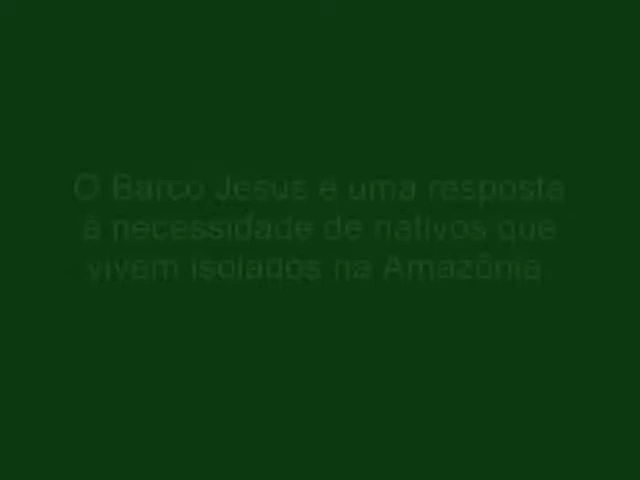 O Barco Jesus é uma resposta
à necessidade de nativos que
vivem isolados na Amazônia.